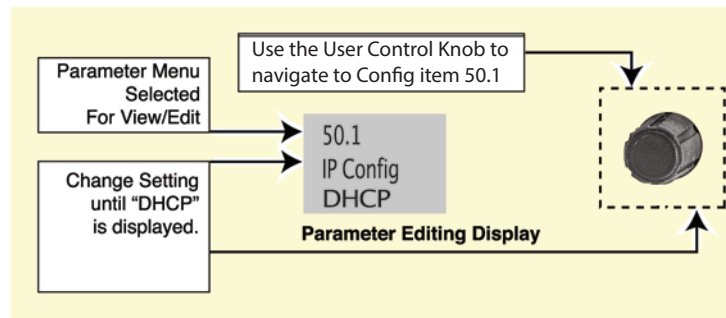 Use the User Control Knob to
navigate to Config item 50.1
Parameter Menu
Selected
For View/Edit
50.1
IP Config
DHCP
Change Setting
until “DHCP”
is displayed.
Parameter Editing Display